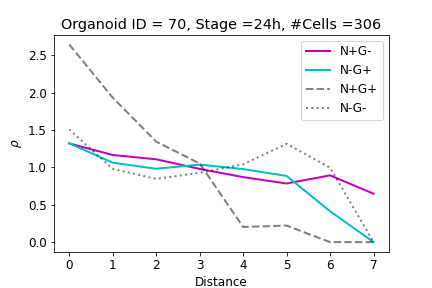 Organoid ID = 70, Stage =24h, #Cells =306
ρ
2.5
2.0
1.5
1.0
0.5
0.0
N+G-
N-G+
N+G+
N-G-
0 1 2 3 4 5 6 7
Distance